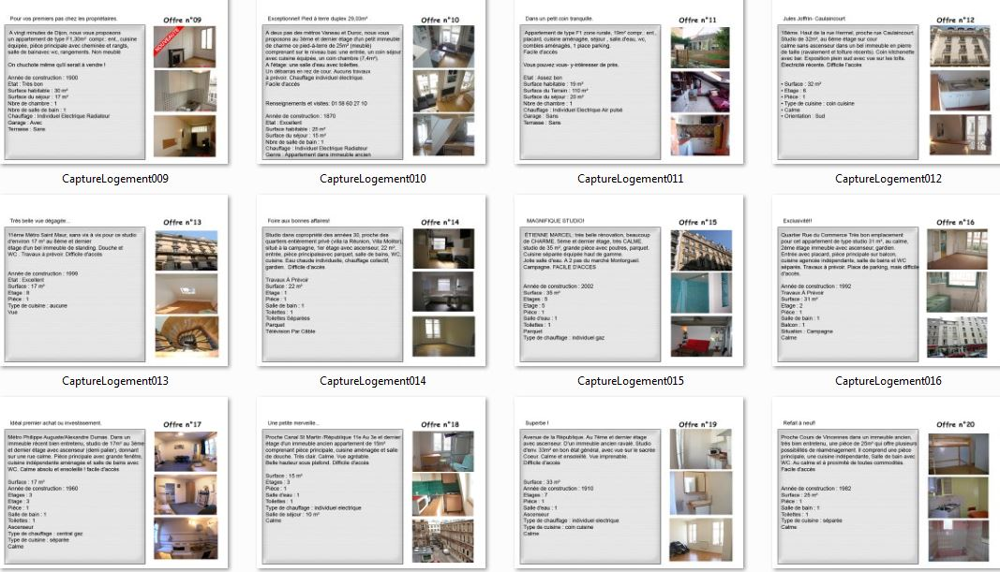 Pour vos premiers pas chez les propriétaires.
Offre n°09
NOUVEAUTE
A vingt minutes de Dijon, nous vous proposons
un appartement de type F1,30m² compr.: ent., cuisine
équipée, pièce principale avec cheminée et rangts,
salle de bainavec wc, rangements. Non meublé
On chuchote même qu'il serait à vendre !
Année de construction : 1900
Etat : Très bon
Surface habitable : 30 m²
Surface du séjour : 17 m²
Nbre de chambre : 1
Nbre de salle de bain : 1
Chauffage : Individuel Electrique Radiateur
Garage : Avec
Terrasse : Sans
CaptureLogement009
Exceptionnel! Pied à terre duplex 29,03m²
Offre n°10
A deux pas des métros Vaneau et Duroc, nous vous
proposons au 3ème et dernier étage d'un petit immeuble
de charme ce pied-à-terre de 25m² (meublé)
comprenant sur le niveau bas: une entrée, un coin séjour
avec cuisine équipée, un coin chambre (7,4m²).
A l'étage: une salle d'eau avec toilettes.
Un débarras en rez de cour. Aucuns travaux
à prévoir. Chauffage individuel électrique.
Facile d'accès
Renseignements et visites: 01 58 60 27 10
Année de construction : 1870
Etat : Excellent
Surface habitable : 25 m²
Surface du séjour : 15 m²
Nbre de salle de bain : 1
Chauffage : Individuel Electrique Radiateur
Genre : Appartement dans immeuble ancien
CaptureLogement010
Dans un petit coin tranquille.
Offre n°11
Appartement de type F1 zone rurale, 19m² compr.: ent.,
placard, cuisine aménagée, séjour , salle d'eau, wc,
combles aménagés, 1 place parking.
Facile d'accès
Vous pouvez vous- y-intéresser de près.
Etat : Assez bon
Surface habitable : 19 m²
Surface du Terrain : 110 m²
Surface du séjour : 20 m²
Nbre de chambre : 1
Chauffage : Individuel Electrique Air pulsé
Garage : Sans
Terrasse : Sans
CaptureLogement011
Jules Joffrin- Caulaincourt
Offre n°12
18ème. Haut de la rue Hermel, proche rue Caulaincourt.
Studio de 32m², au 6ème étage sur cour
calme sans ascenseur dans un bel immeuble en pierre
de taille (ravalement et toiture récents). Coin kitchenette
avec bar. Exposition plein sud avec vue sur les toits.
Électricité récente. Difficile l'accès
• Surface : 32 m²
• Etage : 6
• Pièce : 1
• Type de cuisine : coin cuisine
• Calme
• Orientation : Sud
CaptureLogement012
Très belle vue dégagée...
Offre n°13
11ème Métro Saint Maur, sans vis à vis pour ce studio
d'environ 17 m² au 8ème et dernier
étage d'un bel immeuble de standing. Douche et
WC . Travaux à prévoir. Difficile d'accès
Année de construction : 1999
Etat : Excellent
Surface : 17 m²
Etage : 8
Pièce : 1
Type de cuisine : aucune
Vue
CaptureLogement013
Foire aux bonnes affaires!
Offre n°14
Studio dans copropriété des années 30, proche des
quartiers entièrement privé (villa la Réunion, Villa Molitor),
situé à la campagne, 1er étage avec ascenseur, 22 m²,
entrée, pièce principaleavec parquet, salle de bains, WC,
cuisine. Eau chaude individuelle, chauffage collectif,
gardien. Difficile d'accès
Travaux À Prévoir
Surface : 22 m²
Etage : 1
Pièce : 1
Salle de bain : 1
Toilettes : 1
Toilettes Séparées
Parquet
Télévision Par Câble
CaptureLogement014
MAGNIFIQUE STUDIO!
Offre n°15
ÉTIENNE MARCEL: très belle rénovation, beaucoup
de CHARME, 5ème et dernier étage, très CALME,
studio de 35 m², grande pièce avec poutres, parquet.
Cuisine séparée équipée haut de gamme.
Jolie salle d'eau. A 2 pas du marché Montorgueil.
Campagne. FACILE D'ACCES
Année de construction : 2002
Surface : 35 m²
Etages : 5
Etage : 5
Pièce : 1
Salle d'eau : 1
Toilettes : 1
Parquet
Type de chauffage : individuel gaz
CaptureLogement015
Exclusivité!!
Offre n°16
Quartier Rue du Commerce Très bon emplacement
pour cet appartement de type studio 31 m², au calme,
2ème étage immeuble avec ascenseur, gardien.
Entrée avec placard, pièce principale sur balcon,
cuisine agencée indépendante, salle de bains et WC
séparés. Travaux à prévoir. Place de parking, mais difficile
d'accès
Année de construction : 1992
Travaux À Prévoir
Surface : 31 m²
Etage : 2
Pièce : 1
Salle de bain : 1
Balcon : 1
Situation : Campagne
Calme
CaptureLogement016
Idéal premier achat ou investissement.
Offre n°17
Métro Philippe Auguste/Alexandre Dumas. Dans un
immeuble récent bien entretenu, studio de 17m² au 3ème
et dernier étage avec ascenseur (demi palier), donnant
sur une rue calme. Pièce principale avec grande fenêtre,
cuisine indépendante aménagée et salle de bains avec
WC. Calme absolu et ensoleillé ! facile d'accès
Surface : 17 m²
Année de construction : 1960
Etages : 3
Etage : 3
Pièce : 1
Salle de bain : 1
Toilettes : 1
Ascenseur
Type de chauffage : central gaz
Type de cuisine : séparée
Calme
Une petite merveille...
Offre n°18
Proche Canal St Martin /République 11e Au 3e et dernier
étage d'un immeuble ancien appartement de 15m²
comprenant pièce principale, cuisine aménagée et salle
de douche. Très clair. Calme. Vue agréable.
Belle hauteur sous plafond. Difficile d'accès
Surface : 15 m²
Etages : 3
Pièce : 1
Salle d'eau : 1
Toilettes : 1
Type de chauffage : individuel electrique
Salle de séjour : 10 m²
Calme
Superbe !
Offre n°19
Avenue de la République. Au 7ème et dernier étage
avec ascenseur. D'un immeuble ancien ravalé. Studio
d'env. 33m² en bon état général, avec vue sur le sacrée
Coeur. Calme et ensoleillé. Vue imprenable.
Difficile d'accès
Surface : 33 m²
Année de construction : 1910
Etages : 7
Pièce : 1
Salle d'eau : 1
Ascenseur
Type de chauffage : individuel electrique
Type de cuisine : coin cuisine
Calme
Refait à neuf!
Offre n°20
Proche Cours de Vincennes dans un immeuble ancien,
très bien entretenu, une pièce de 25m² qui offre plusieurs
possibilités de réaménagement. Il comprend une pièce
principale, une cuisine indépendante, Salle de bain avec
WC. Au calme et à proximité de toutes commodités.
Facile d'accès
Année de construction : 1982
Surface : 25 m²
Pièce : 1
Salle de bain : 1
Toilettes : 1
Type de cuisine : séparée
Calme